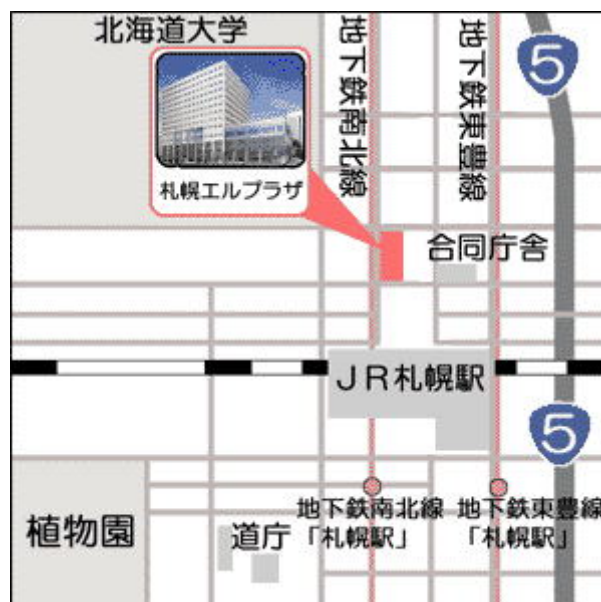 北海道大学
地下鉄南北線
地下鉄東豊線
5
札幌エルプラザ
合同庁舎
JR札幌駅
5
植物園
道庁
地下鉄南北線
「札幌駅」
地下鉄東豊線
「札幌駅」